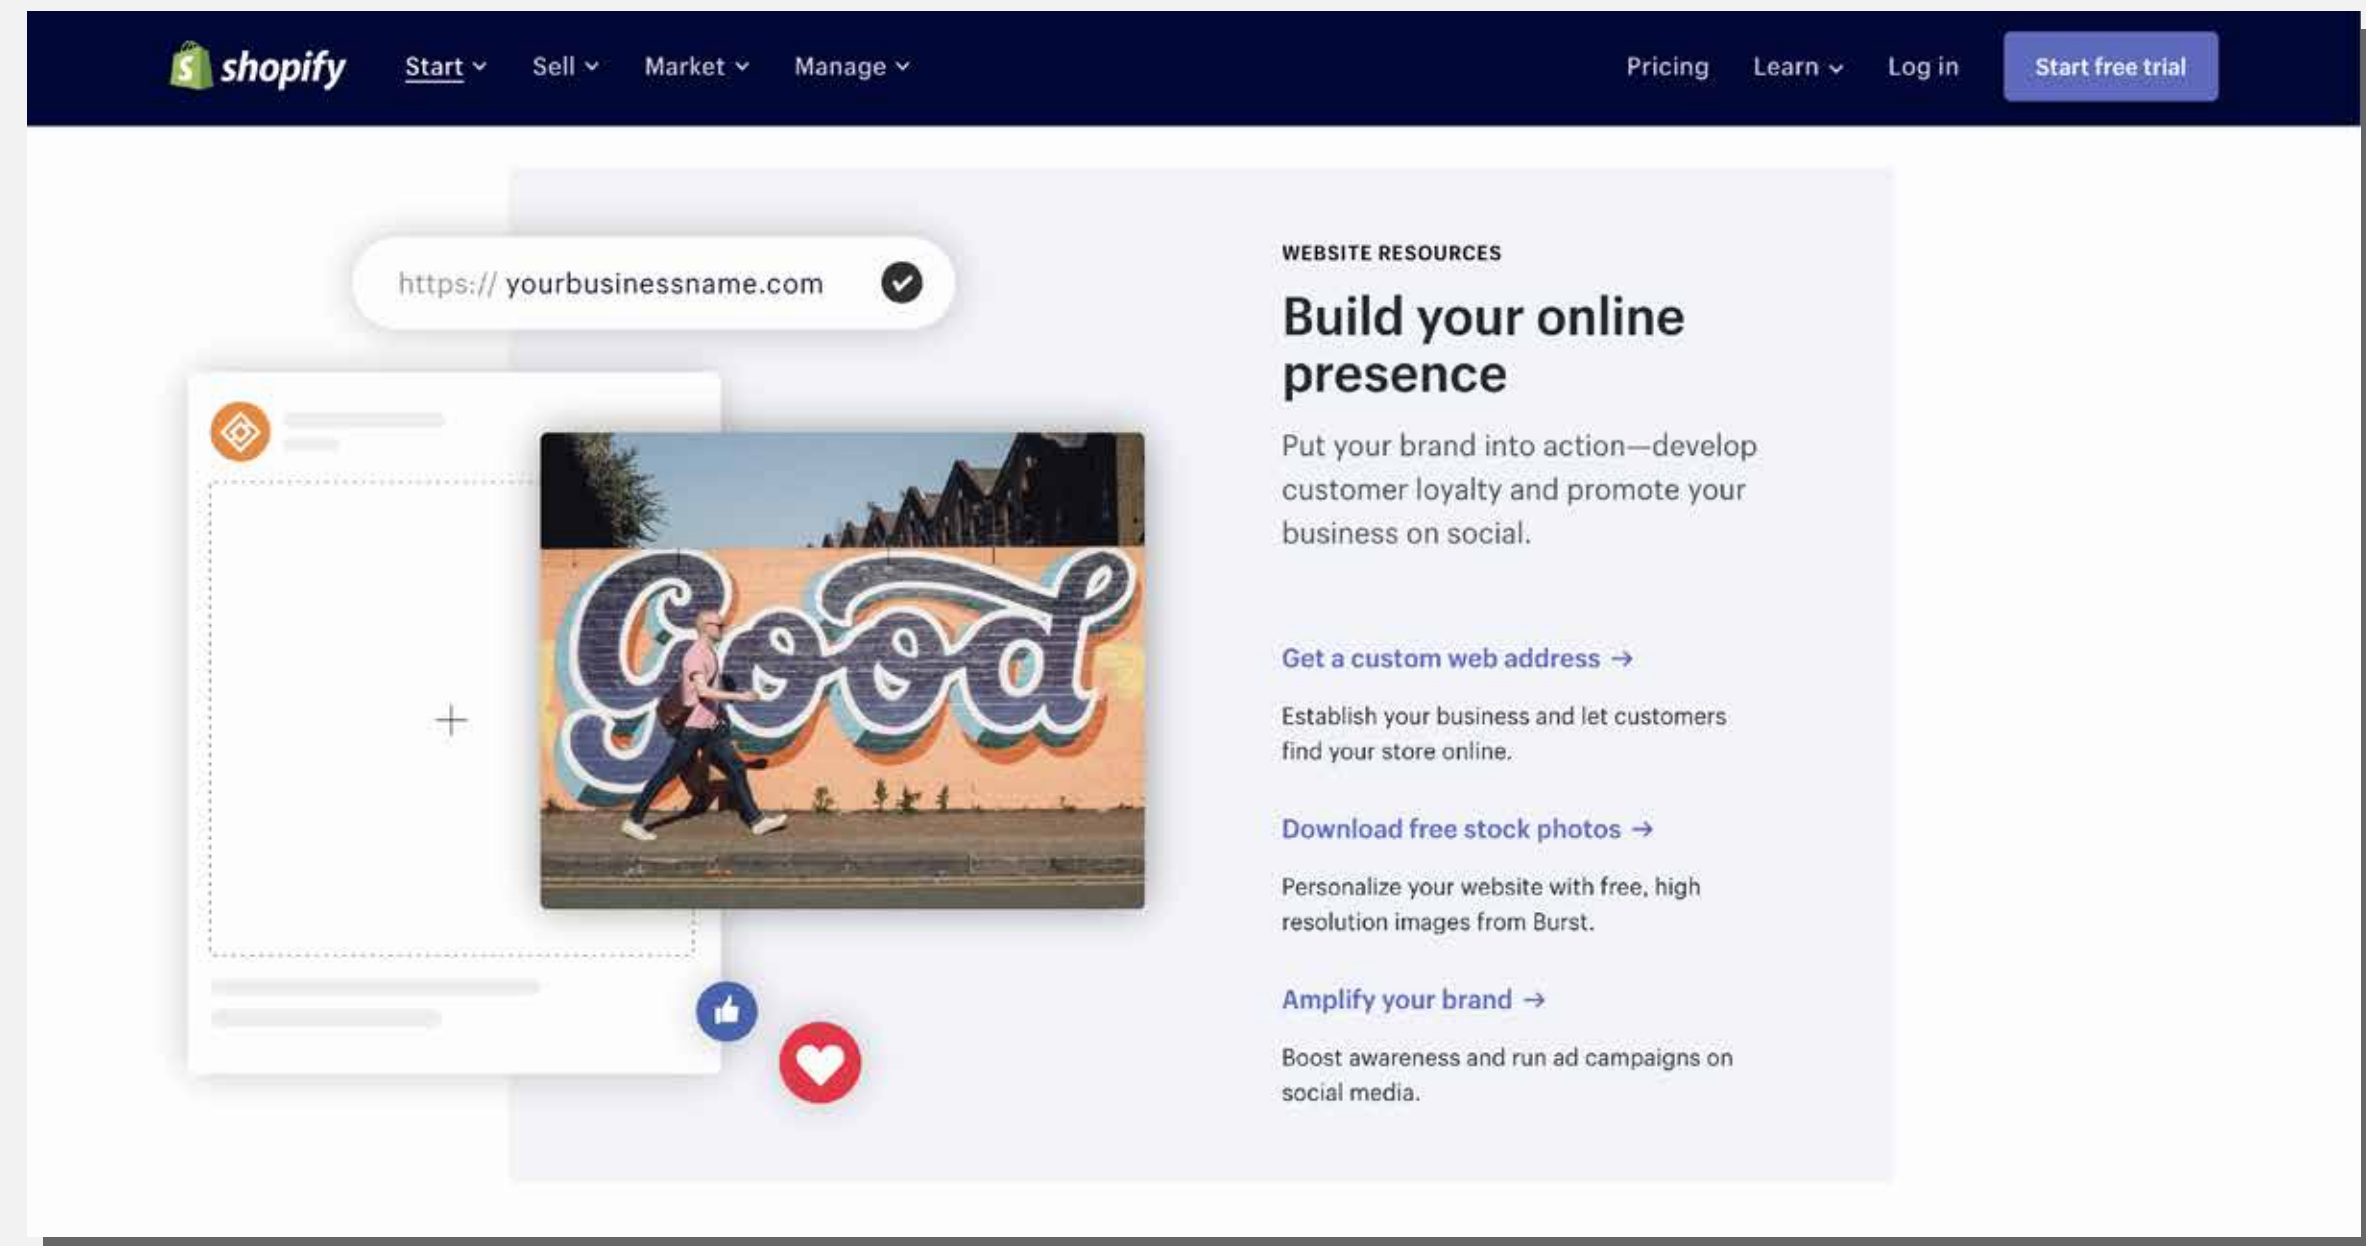 shopify
Start
Sell
Market
Manage
Pricing
Learn
Log in
Start free trial
https:// yourbusinessname.com
Good
WEBSITE RESOURCES
Build your online
presence
Put your brand into action—develop
customer loyalty and promote your
business on social.
Get a custom web address →
Establish your business and let customers
find your store online.
Download free stock photos →
Personalize your website with free, high
resolution images from Burst.
Amplify your brand →
Boost awareness and run ad campaigns on
social media.